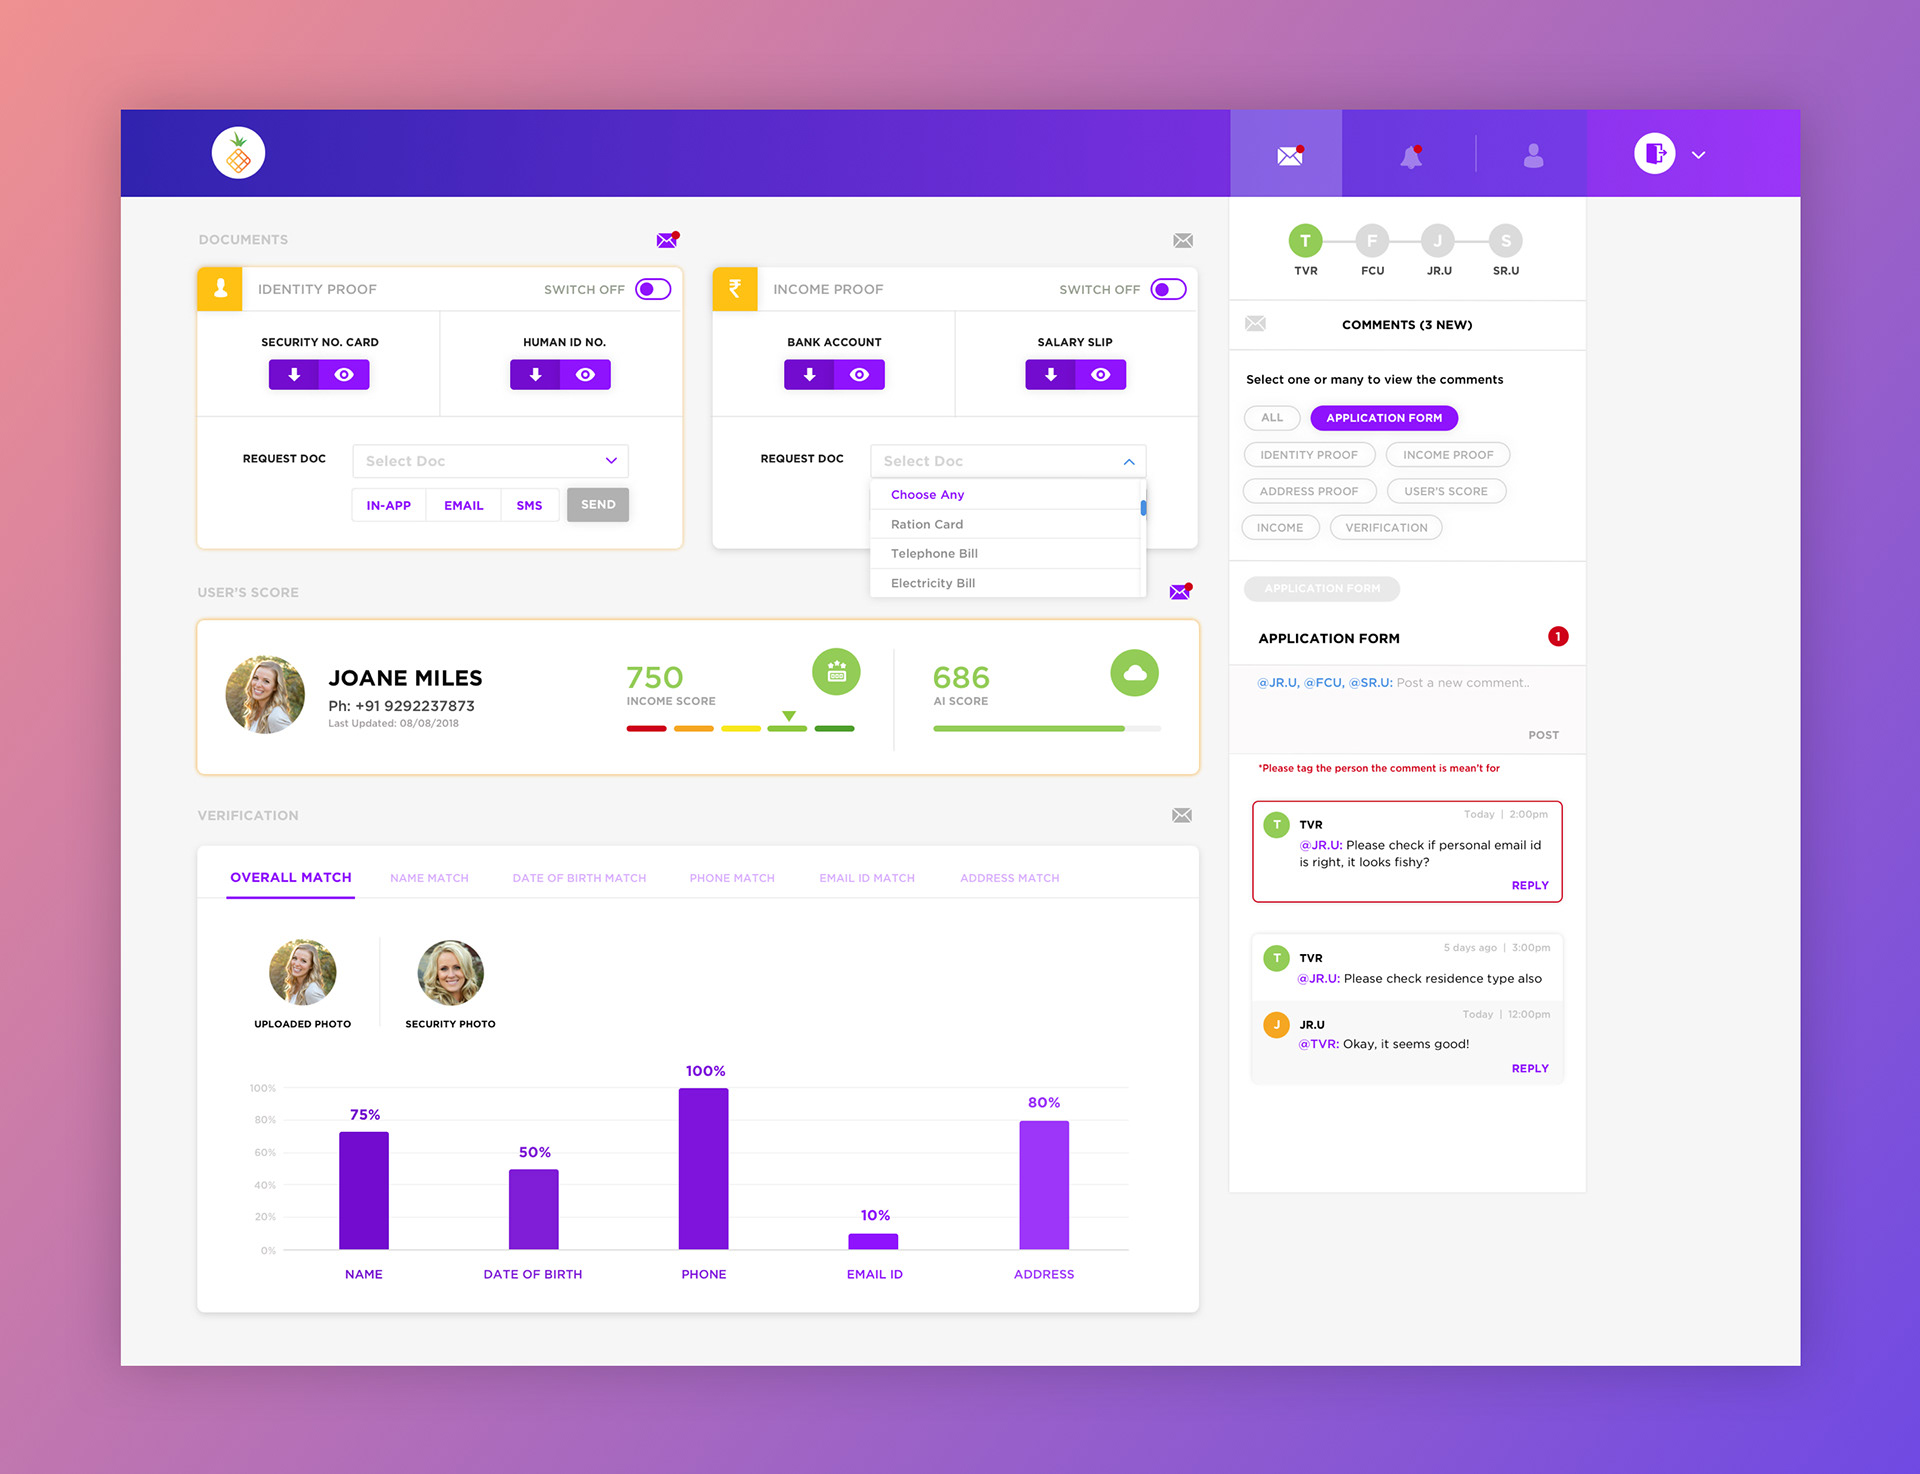 DOCUMENTS
IDENTITY PROOF
SWITCH OFF
SECURITY NO. CARD
HUMAN ID NO.
REQUEST DOC
Select Doc
IN-APP
EMAIL
SMS
SEND
₹
INCOME PROOF
SWITCH OFF
BANK ACCOUNT
SALARY SLIP
REQUEST DOC
Select Doc
Choose Any
Ration Card
Telephone Bill
Electricity Bill
USER'S SCORE
JOANE MILES
Ph: +91 9292237873
Last Updated: 08/08/2018
750
INCOME SCORE
686
AI SCORE
VERIFICATION
OVERALL MATCH
NAME MATCH
DATE OF BIRTH MATCH
PHONE MATCH
EMAIL ID MATCH
ADDRESS MATCH
UPLOADED PHOTO
SECURITY PHOTO
100%
80%
60%
40%
20%
0%
75%
50%
100%
10%
80%
NAME
DATE OF BIRTH
PHONE
EMAIL ID
ADDRESS
T
F
J
S
TVR
FCU
JR.U
SR.U
COMMENTS (3 NEW)
Select one or many to view the comments
ALL
APPLICATION FORM
IDENTITY PROOF
INCOME PROOF
ADDRESS PROOF
USER'S SCORE
INCOME
VERIFICATION
APPLICATION FORM
APPLICATION FORM
1
@JR.U, @FCU, @SR.U: Post a new comment..
POST
*Please tag the person the comment is mean't for
Today | 2:00pm
T
TVR
@JR.U: Please check if personal email id
is right, it looks fishy?
REPLY
5 days ago | 3:00pm
T
TVR
@JR.U: Please check residence type also
Today | 12:00pm
J
JR.U
@TVR: Okay, it seems good!
REPLY